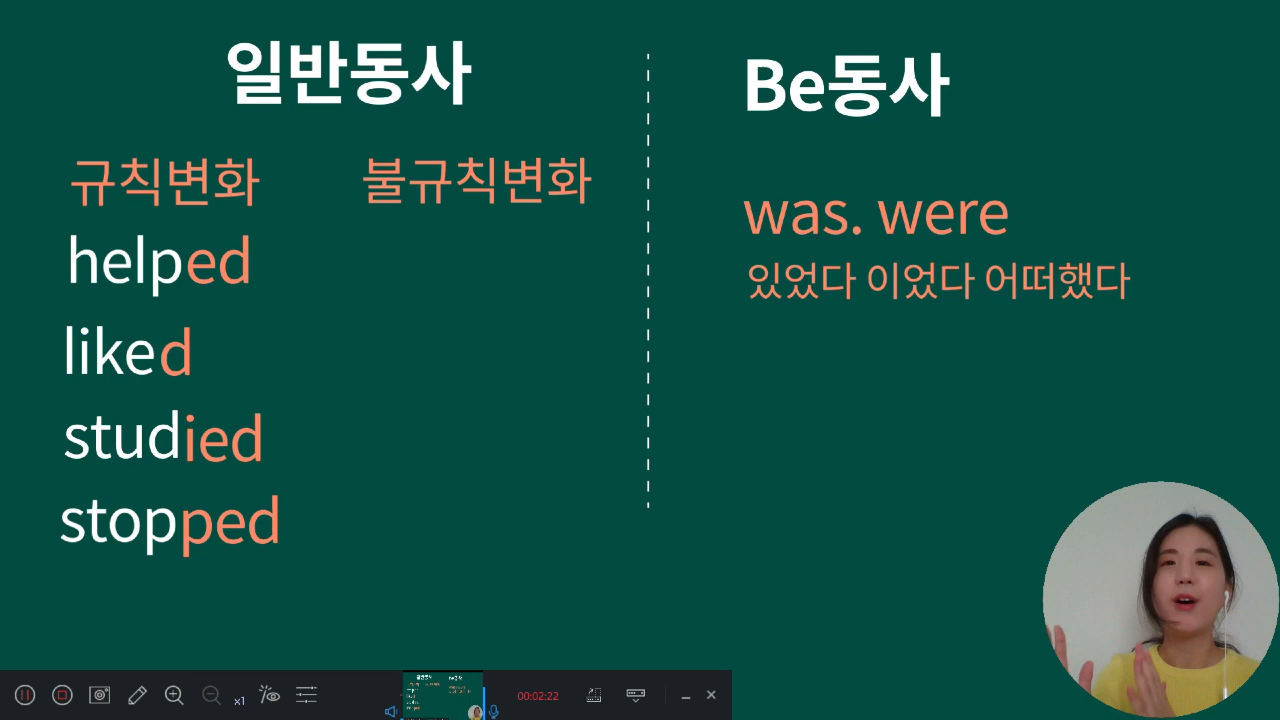 일반동사
Be동사
규칙변화 불규칙변화
helped
liked
studied
stopped
was. were
있었다 이었다 어떠했다
x1
00:02:22